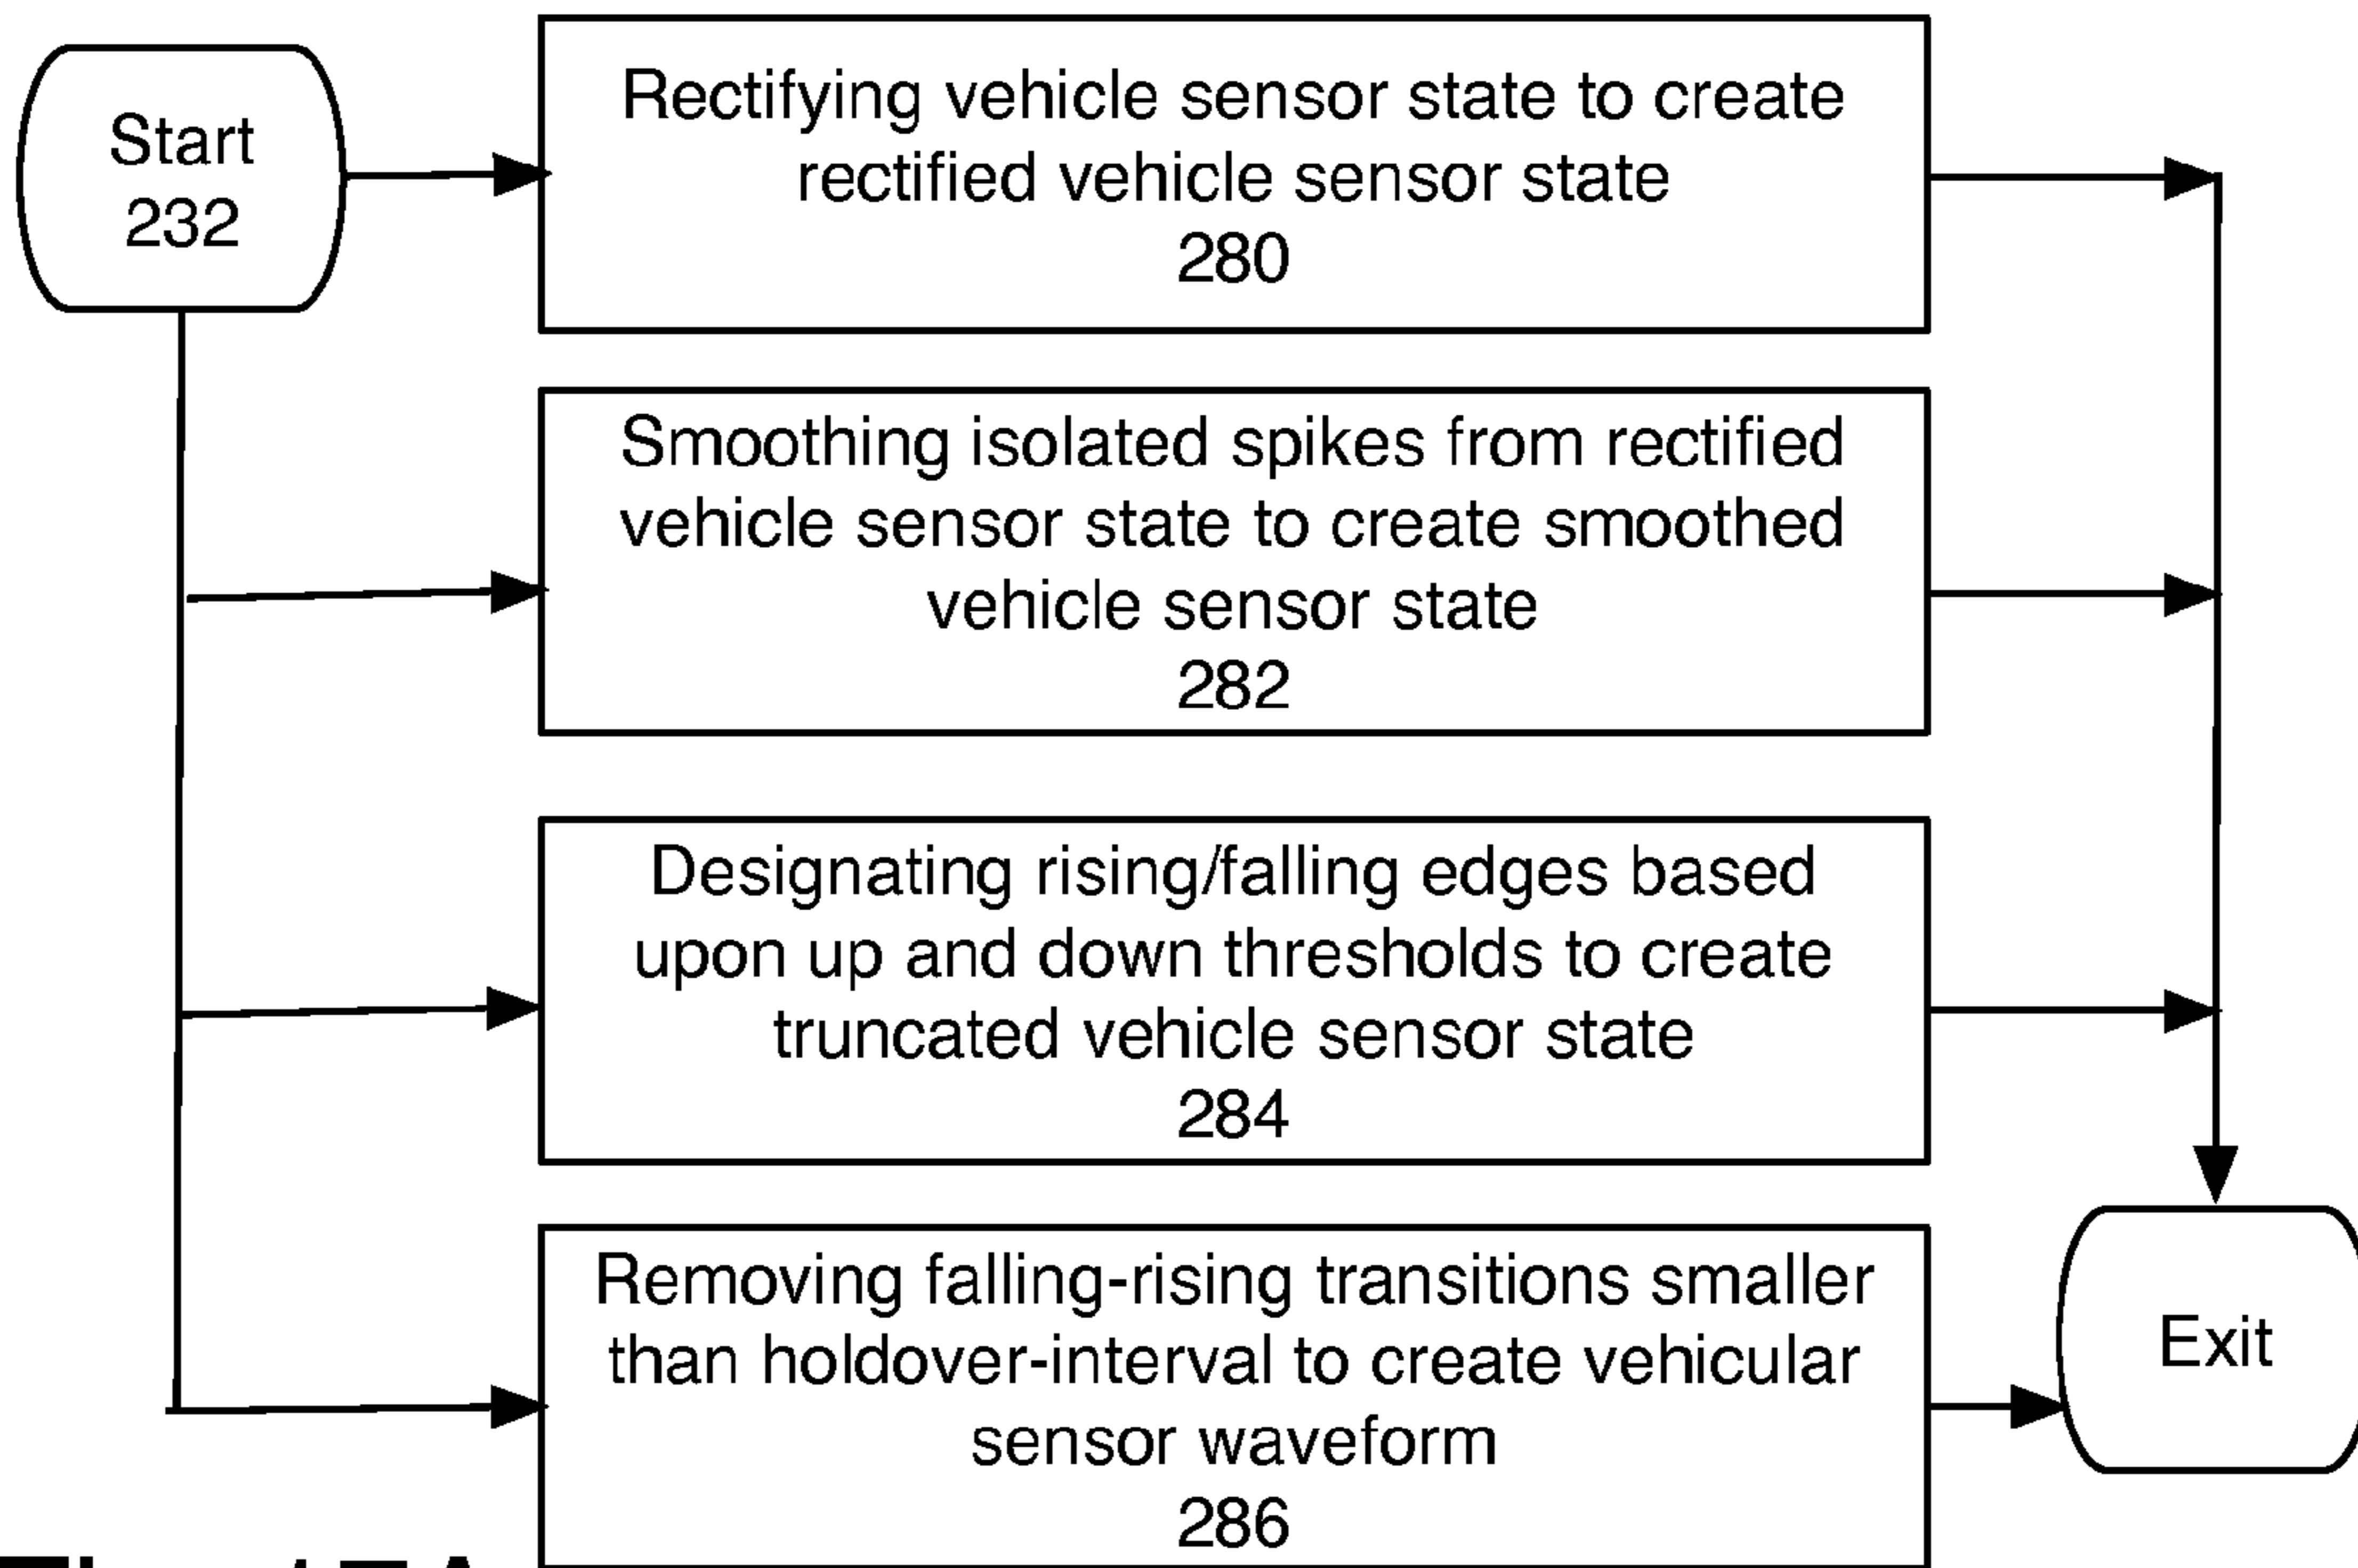 Start
232
Rectifying vehicle sensor state to create
rectified vehicle sensor state
280
Smoothing isolated spikes from rectified
vehicle sensor state to create smoothed
vehicle sensor state
282
Designating rising/falling edges based
upon up and down thresholds to create
truncated vehicle sensor state
284
Removing falling-rising transitions smaller
than holdover-interval to create vehicular
sensor waveform
286
Exit